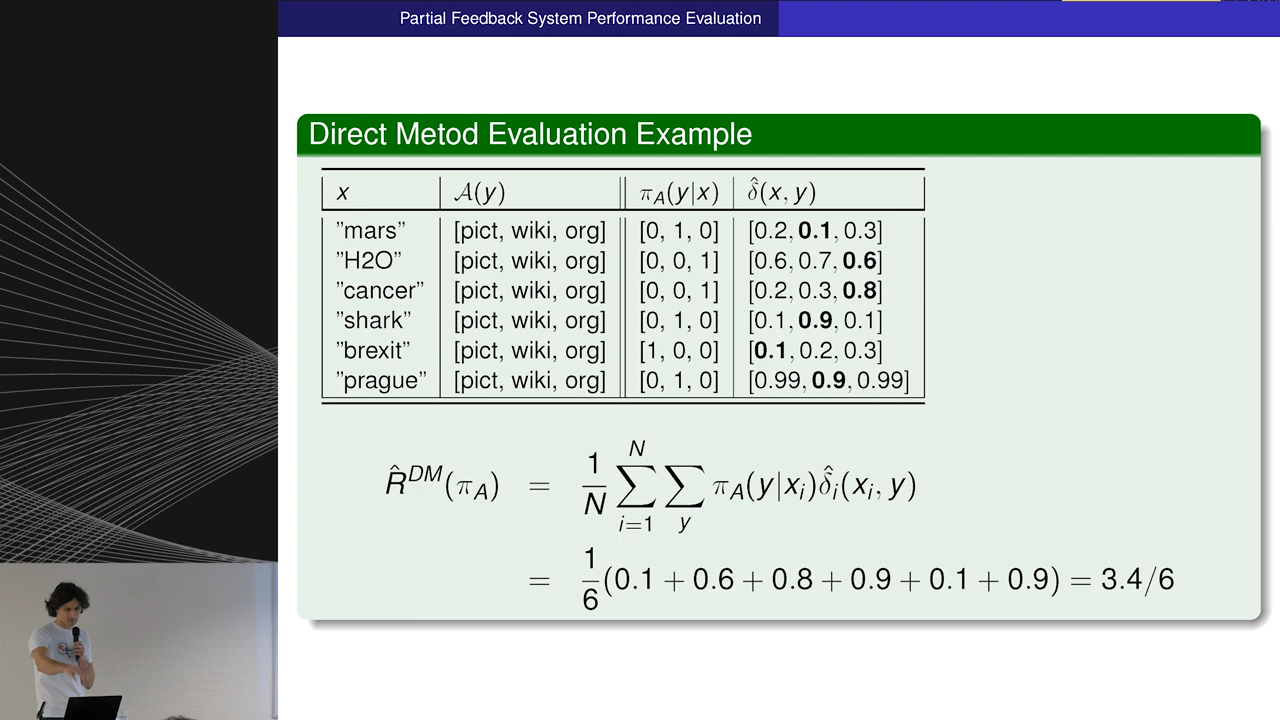 Partial Feedback System Performance Evaluation
Direct Metod Evaluation Example
x 𝒜(y) π_A(y|x) δ̂(x, y)
"mars" [pict, wiki, org] [0, 1, 0] [0.2, 0.1, 0.3]
"H2O" [pict, wiki, org] [0, 0, 1] [0.6, 0.7, 0.6]
"cancer" [pict, wiki, org] [0, 0, 1] [0.2, 0.3, 0.8]
"shark" [pict, wiki, org] [0, 1, 0] [0.1, 0.9, 0.1]
"brexit" [pict, wiki, org] [1, 0, 0] [0.1, 0.2, 0.3]
"prague" [pict, wiki, org] [0, 1, 0] [0.99, 0.9, 0.99]
R̂^{DM}(π_A) = \frac{1}{N} \sum_{i=1}^{N} \sum_{y} π_A(y|x_i) δ̂_i(x_i, y)
= \frac{1}{6}(0.1 + 0.6 + 0.8 + 0.9 + 0.1 + 0.9) = 3.4/6